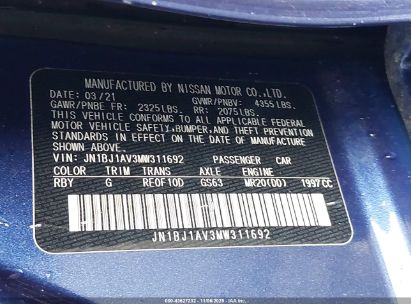 MANUFACTURED BY NISSAN MOTOR CO.,LTD.
DATE: 03/21 GVWR/PNBV: 4355LBS.
GAWR/PNBE FR: 2325LBS. RR: 2075LBS.
THIS VEHICLE CONFORMS TO ALL APPLICABLE FEDERAL
MOTOR VEHICLE SAFETY, BUMPER, AND THEFT PREVENTION
STANDARDS IN EFFECT ON THE DATE OF MANUFACTURE
SHOWN ABOVE.
VIN: JN1BJ1AV3MW311692 PASSENGER CAR
COLOR TRIM TRANS AXLE ENGINE
RBY G RE0F10D GS63 MR20(DD) 1997CC
JN1BJ1AV3MW311692